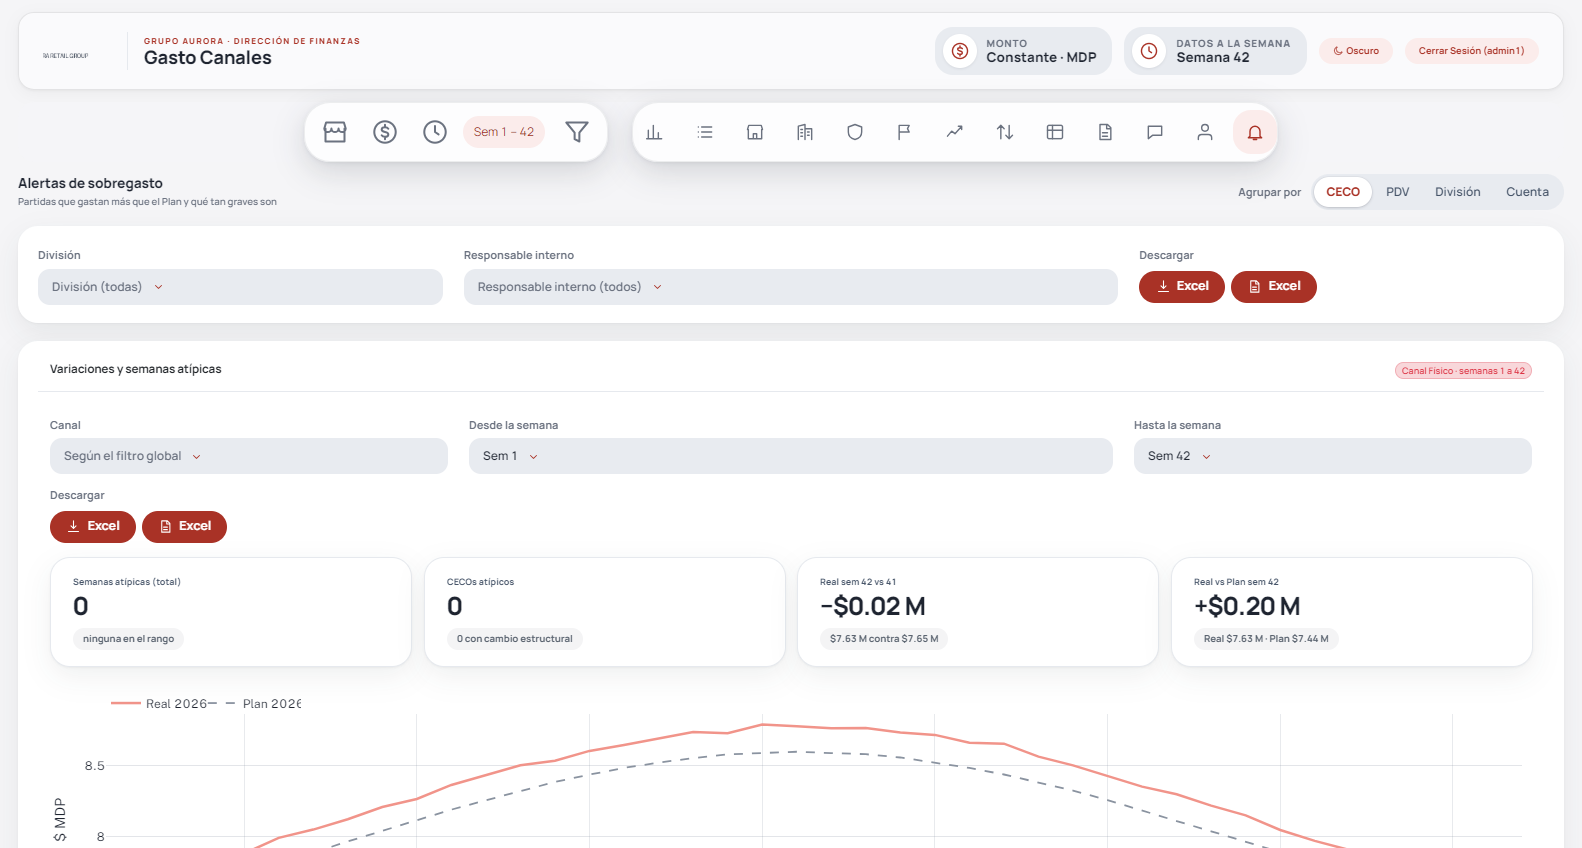 GRUPO AURORA · DIRECCIÓN DE FINANZAS
Gasto Canales
RETAIL GROUP
MONTO
Constante · MDP
DATOS A LA SEMANA
Semana 42
Oscuro
Cerrar Sesión (admin1)
Sem 1 – 42
Alertas de sobregasto
Partidas que gastan más que el Plan y qué tan graves son
Agrupar por
CECO
PDV
División
Cuenta
División
División (todas)
Responsable interno
Responsable interno (todos)
Descargar
Excel
Excel
Variaciones y semanas atípicas
Canal Físico · semanas 1 a 42
Canal
Según el filtro global
Desde la semana
Sem 1
Hasta la semana
Sem 42
Descargar
Excel
Excel
Semanas atípicas (total)
0
ninguna en el rango
CECOs atípicos
0
0 con cambio estructural
Real sem 42 vs 41
−$0.02 M
$7.63 M contra $7.65 M
Real vs Plan sem 42
+$0.20 M
Real $7.63 M · Plan $7.44 M
Real 2026
Plan 2026
8.5
8
$ MDP